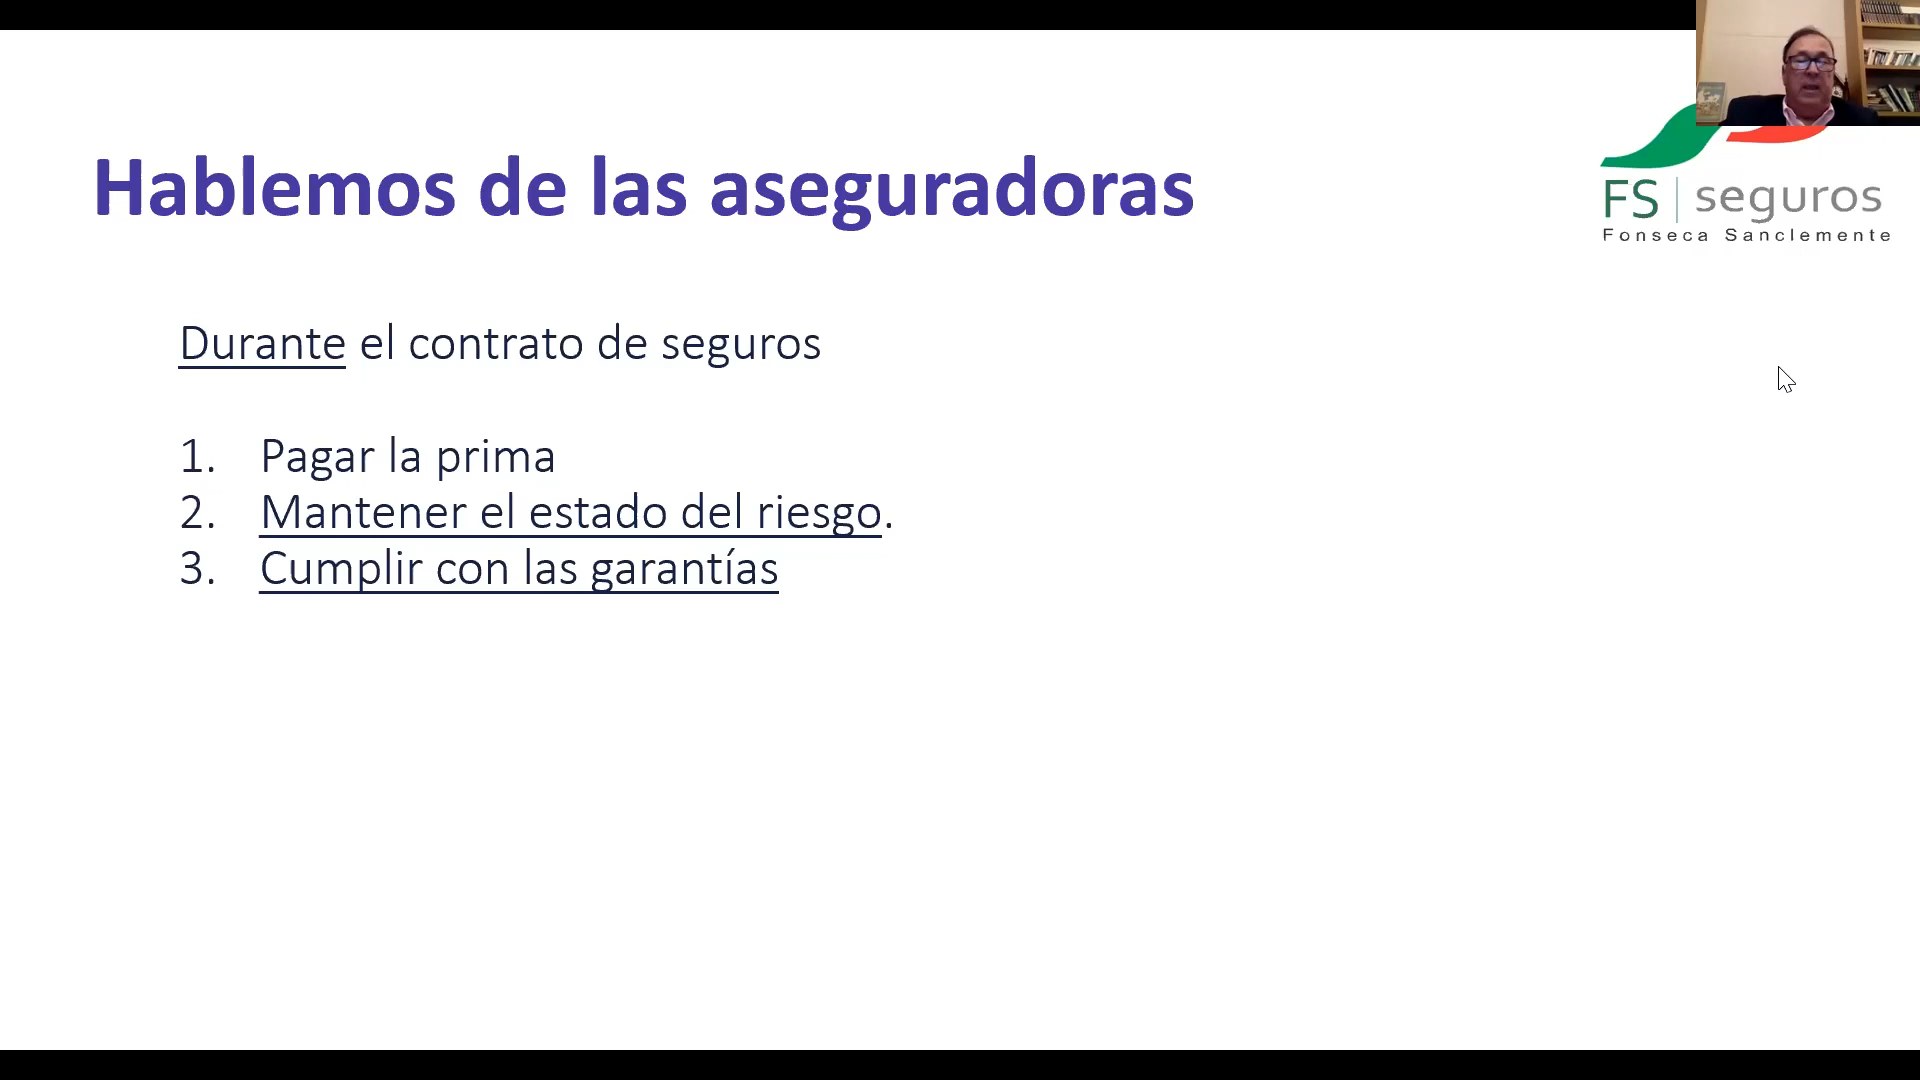 Hablemos de las aseguradoras
FS | seguros
Fonseca Sanclemente
Durante el contrato de seguros
1. Pagar la prima
2. Mantener el estado del riesgo.
3. Cumplir con las garantías